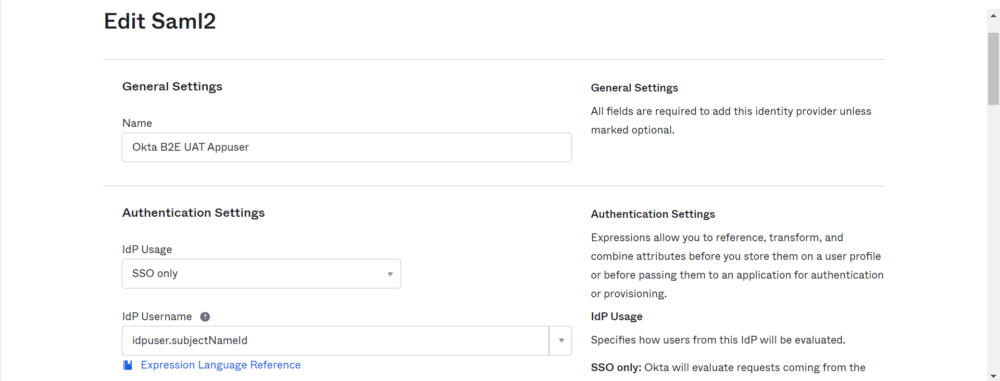 Edit Saml2
General Settings
Name
Okta B2E UAT Appuser
General Settings
All fields are required to add this identity provider unless
marked optional.
Authentication Settings
IdP Usage
SSO only
IdP Username ?
idpuser.subjectNameId
Expression Language Reference
Authentication Settings
Expressions allow you to reference, transform, and
combine attributes before you store them on a user profile
or before passing them to an application for authentication
or provisioning.
IdP Usage
Specifies how users from this IdP will be evaluated.
SSO only: Okta will evaluate requests coming from the